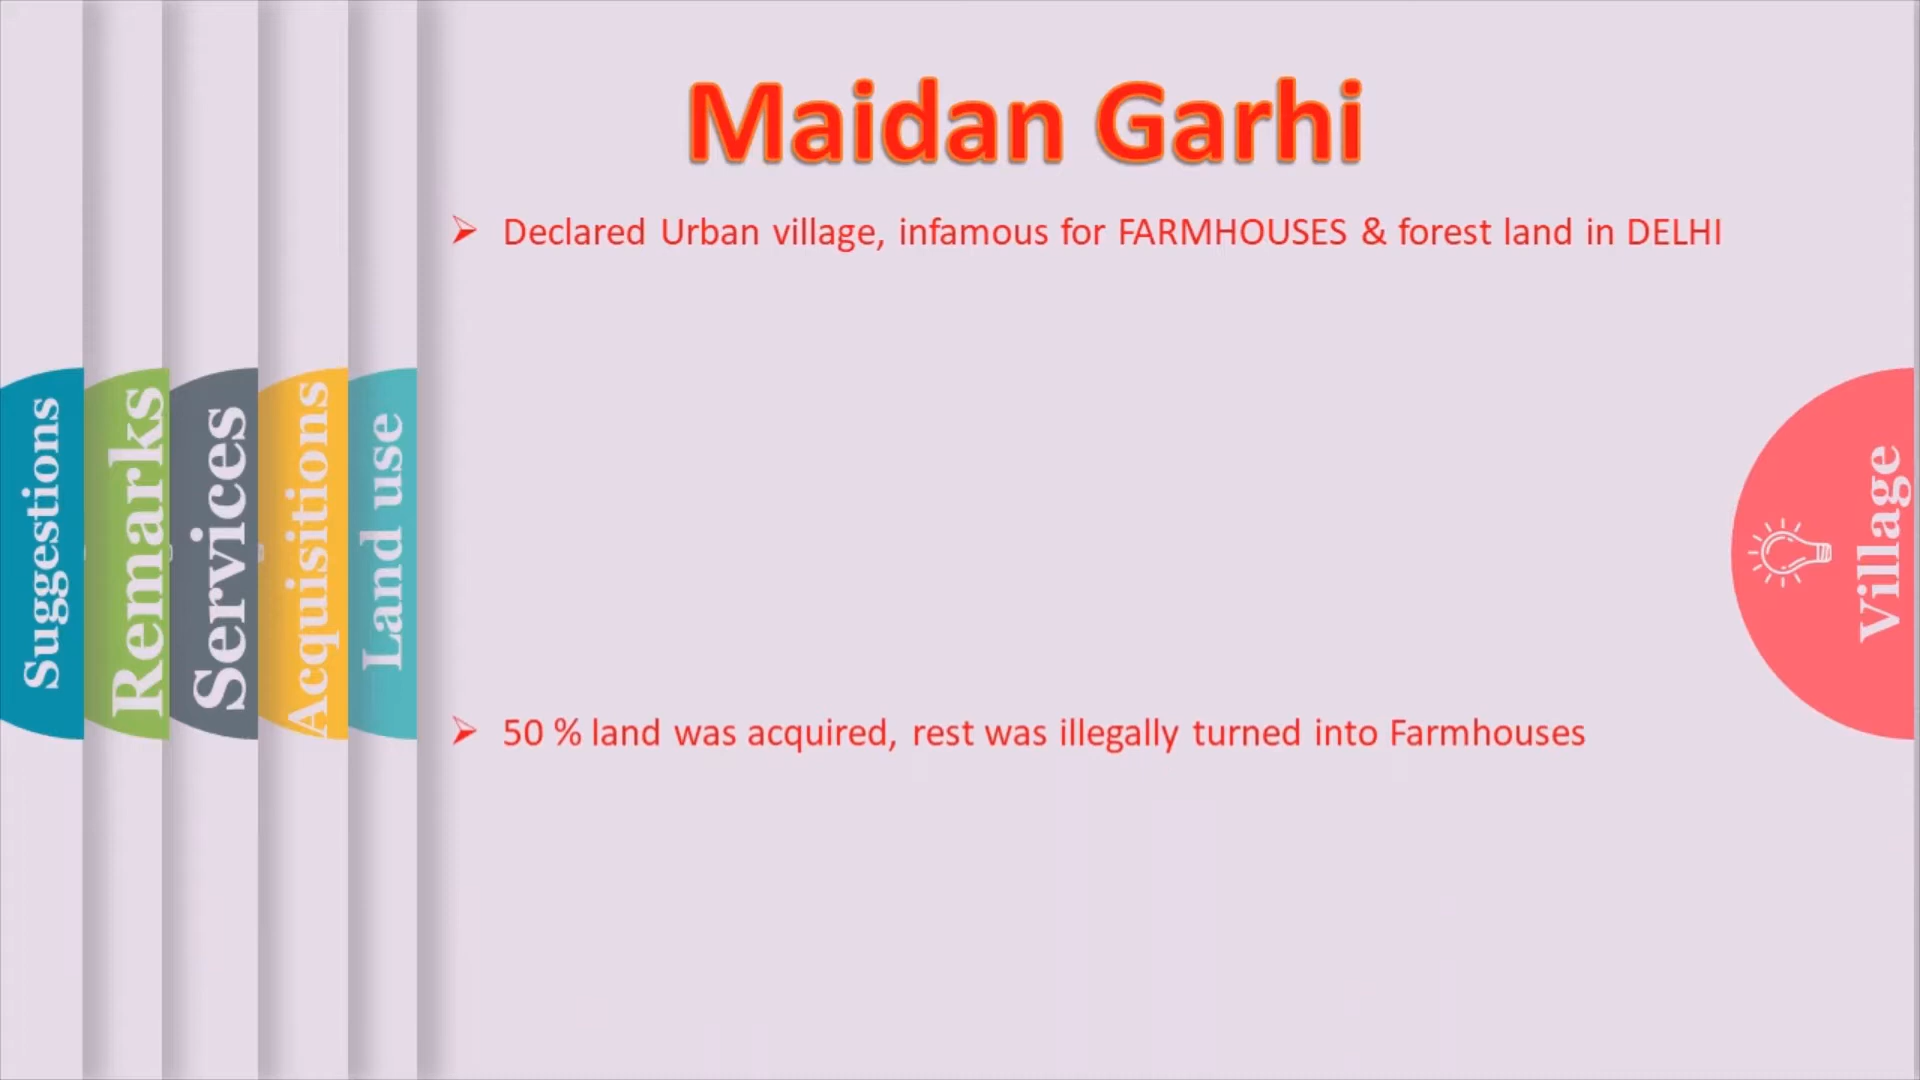 Maidan Garhi
Declared Urban village, infamous for FARMHOUSES & forest land in DELHI
50 % land was acquired, rest was illegally turned into Farmhouses
Suggestions
Remarks
Services
Acquisitions
Land use
Village